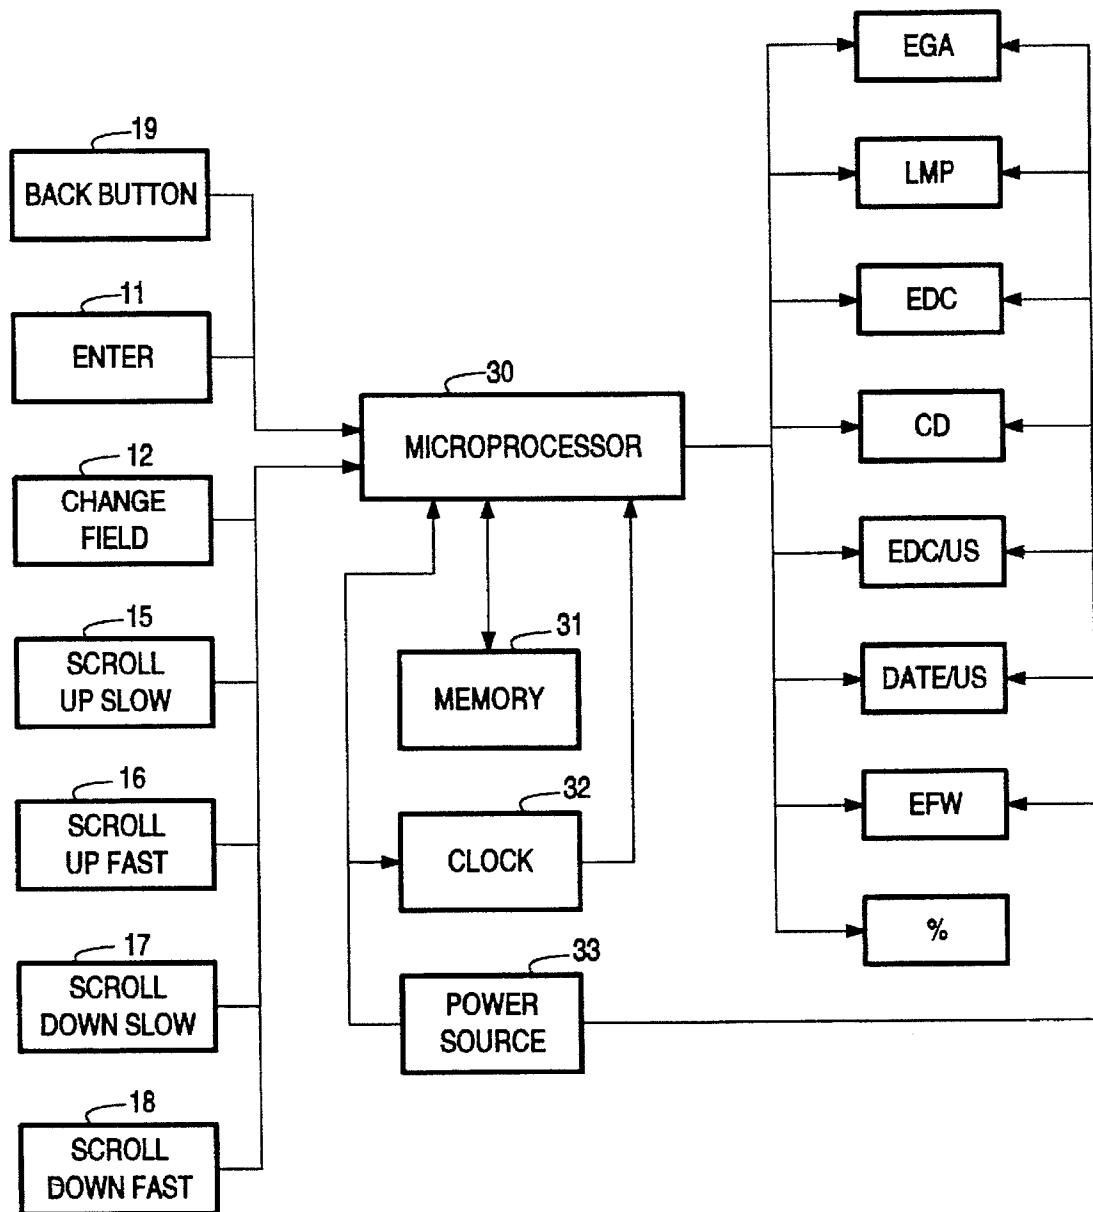 19
BACK BUTTON
11
ENTER
12
CHANGE
FIELD
15
SCROLL
UP SLOW
16
SCROLL
UP FAST
17
SCROLL
DOWN SLOW
18
SCROLL
DOWN FAST
30
MICROPROCESSOR
31
MEMORY
32
CLOCK
33
POWER
SOURCE
EGA
LMP
EDC
CD
EDC/US
DATE/US
EFW
%